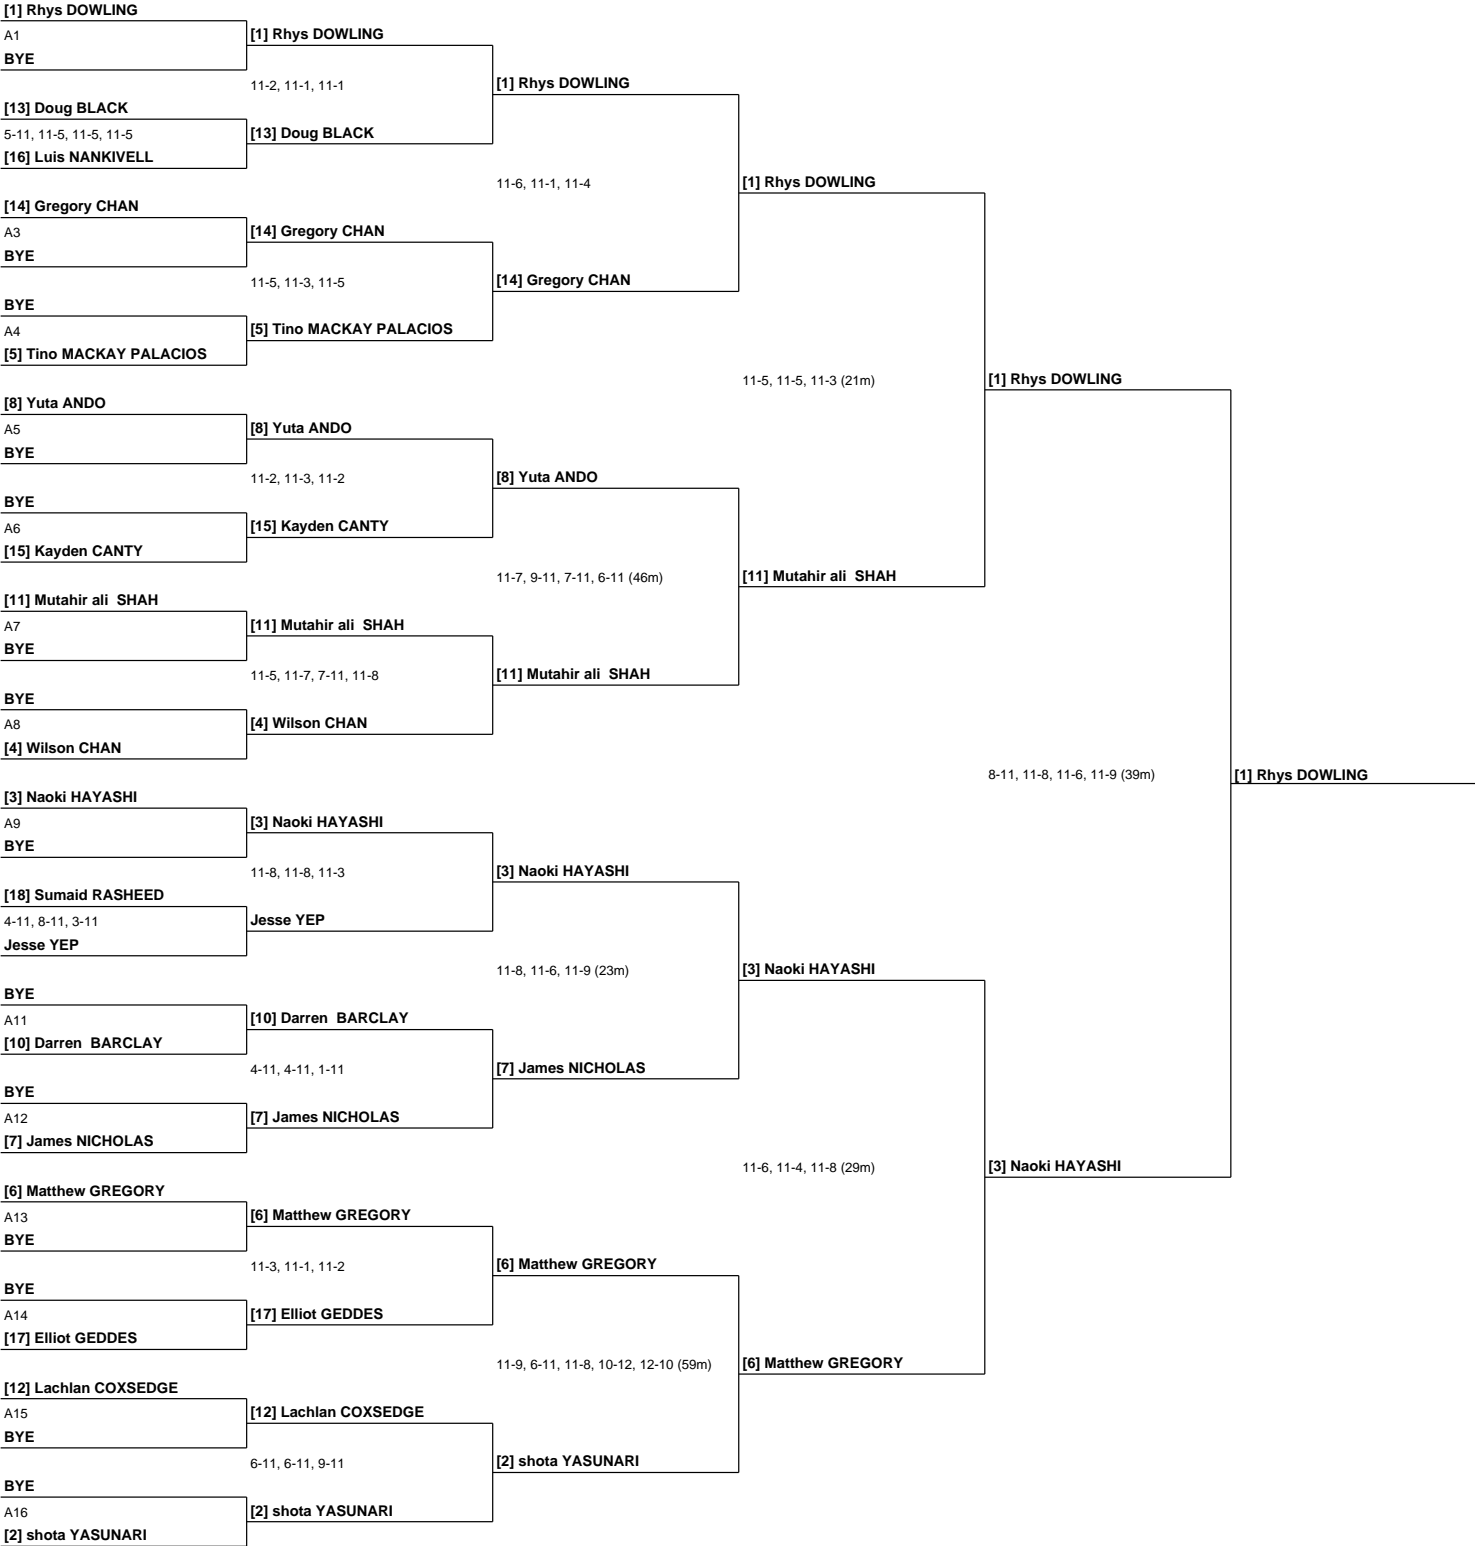 [1] Rhys DOWLING
A1
[1] Rhys DOWLING
BYE
11-2, 11-1, 11-1
[1] Rhys DOWLING
[13] Doug BLACK
5-11, 11-5, 11-5, 11-5
[13] Doug BLACK
[16] Luis NANKIVELL
11-6, 11-1, 11-4
[1] Rhys DOWLING
[14] Gregory CHAN
A3
[14] Gregory CHAN
BYE
11-5, 11-3, 11-5
[14] Gregory CHAN
BYE
A4
[5] Tino MACKAY PALACIOS
[5] Tino MACKAY PALACIOS
11-5, 11-5, 11-3 (21m)
[1] Rhys DOWLING
[8] Yuta ANDO
A5
[8] Yuta ANDO
BYE
11-2, 11-3, 11-2
[8] Yuta ANDO
BYE
A6
[15] Kayden CANTY
[15] Kayden CANTY
11-7, 9-11, 7-11, 6-11 (46m)
[11] Mutahir ali  SHAH
[11] Mutahir ali  SHAH
A7
[11] Mutahir ali  SHAH
BYE
11-5, 11-7, 7-11, 11-8
[11] Mutahir ali  SHAH
BYE
A8
[4] Wilson CHAN
[4] Wilson CHAN
8-11, 11-8, 11-6, 11-9 (39m)
[1] Rhys DOWLING
[3] Naoki HAYASHI
A9
[3] Naoki HAYASHI
BYE
11-8, 11-8, 11-3
[3] Naoki HAYASHI
[18] Sumaid RASHEED
4-11, 8-11, 3-11
Jesse YEP
Jesse YEP
11-8, 11-6, 11-9 (23m)
[3] Naoki HAYASHI
BYE
A11
[10] Darren  BARCLAY
[10] Darren  BARCLAY
4-11, 4-11, 1-11
[7] James NICHOLAS
BYE
A12
[7] James NICHOLAS
[7] James NICHOLAS
11-6, 11-4, 11-8 (29m)
[3] Naoki HAYASHI
[6] Matthew GREGORY
A13
[6] Matthew GREGORY
BYE
11-3, 11-1, 11-2
[6] Matthew GREGORY
BYE
A14
[17] Elliot GEDDES
[17] Elliot GEDDES
11-9, 6-11, 11-8, 10-12, 12-10 (59m)
[6] Matthew GREGORY
[12] Lachlan COXSEDGE
A15
[12] Lachlan COXSEDGE
BYE
6-11, 6-11, 9-11
[2] shota YASUNARI
BYE
A16
[2] shota YASUNARI
[2] shota YASUNARI